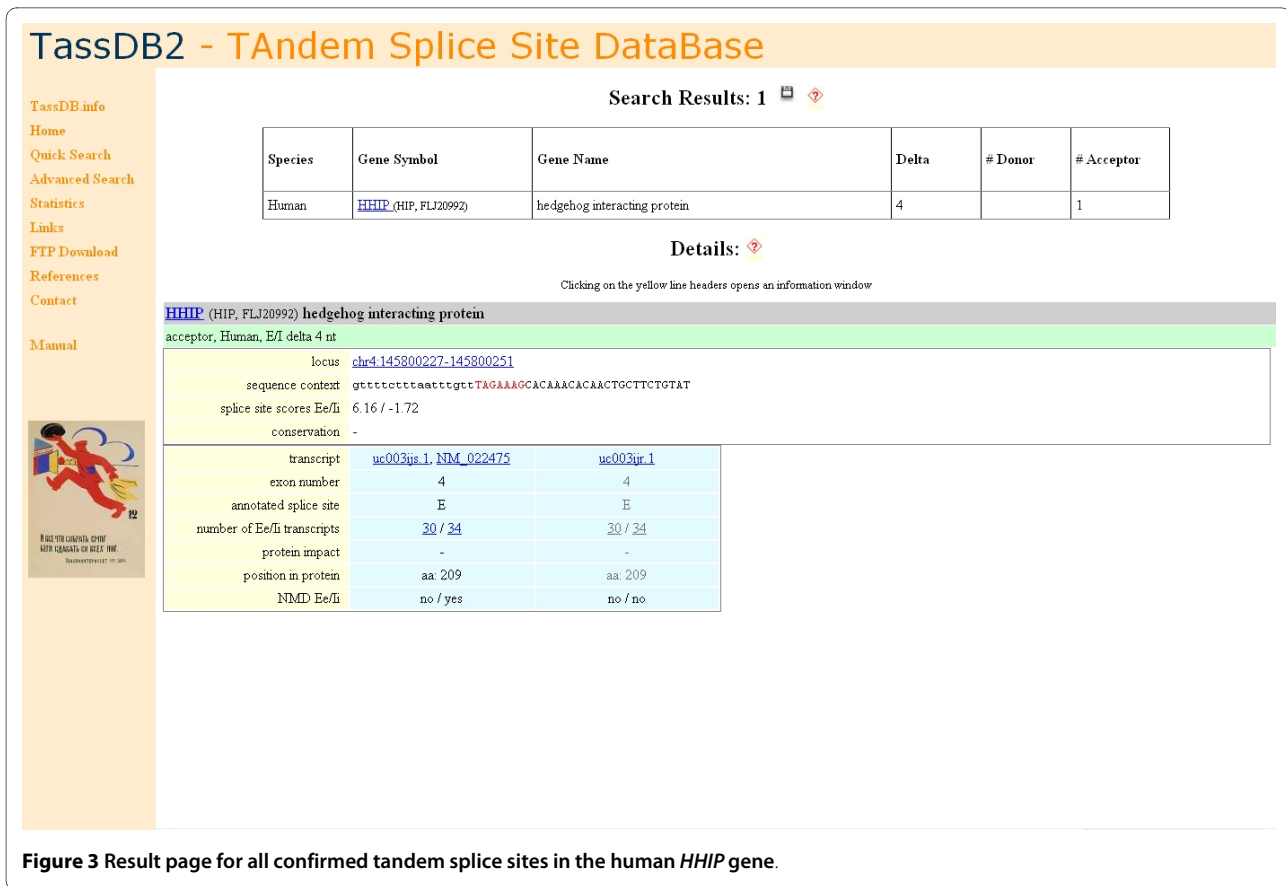 TassDB2 - TAndem Splice Site DataBase
TassDB.info
Home
Quick Search
Advanced Search
Statistics
Links
FTP Download
References
Contact
Manual
Search Results: 1
Species Gene Symbol Gene Name Delta # Donor # Acceptor
Human HHIP (HIP, FLJ20992) hedgehog interacting protein 4 1
Details:
Clicking on the yellow line headers opens an information window
HHIP (HIP, FLJ20992) hedgehog interacting protein
acceptor, Human, E/I delta 4 nt
locus chr4:145800227-145800251
sequence context gttttctttaatttgttTAGAAAGCACAAACACAACTGCTTCTGTAT
splice site scores Ee/Ii 6.16 / -1.72
conservation -
transcript uc003ijs.1, NM_022475 uc003ijr.1
exon number 4 4
annotated splice site E E
number of Ee/Ii transcripts 30 / 34 30 / 34
protein impact - -
position in protein aa: 209 aa: 209
NMD Ee/Ii no / yes no / no
12
Figure 3 Result page for all confirmed tandem splice sites in the human HHIP gene.